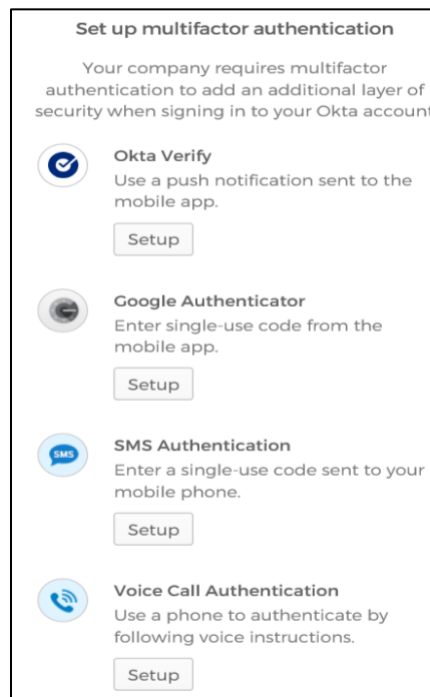 Set up multifactor authentication
Your company requires multifactor
authentication to add an additional layer of
security when signing in to your Okta account
Okta Verify
Use a push notification sent to the
mobile app.
Setup
Google Authenticator
Enter single-use code from the
mobile app.
Setup
SMS
SMS Authentication
Enter a single-use code sent to your
mobile phone.
Setup
Voice Call Authentication
Use a phone to authenticate by
following voice instructions.
Setup